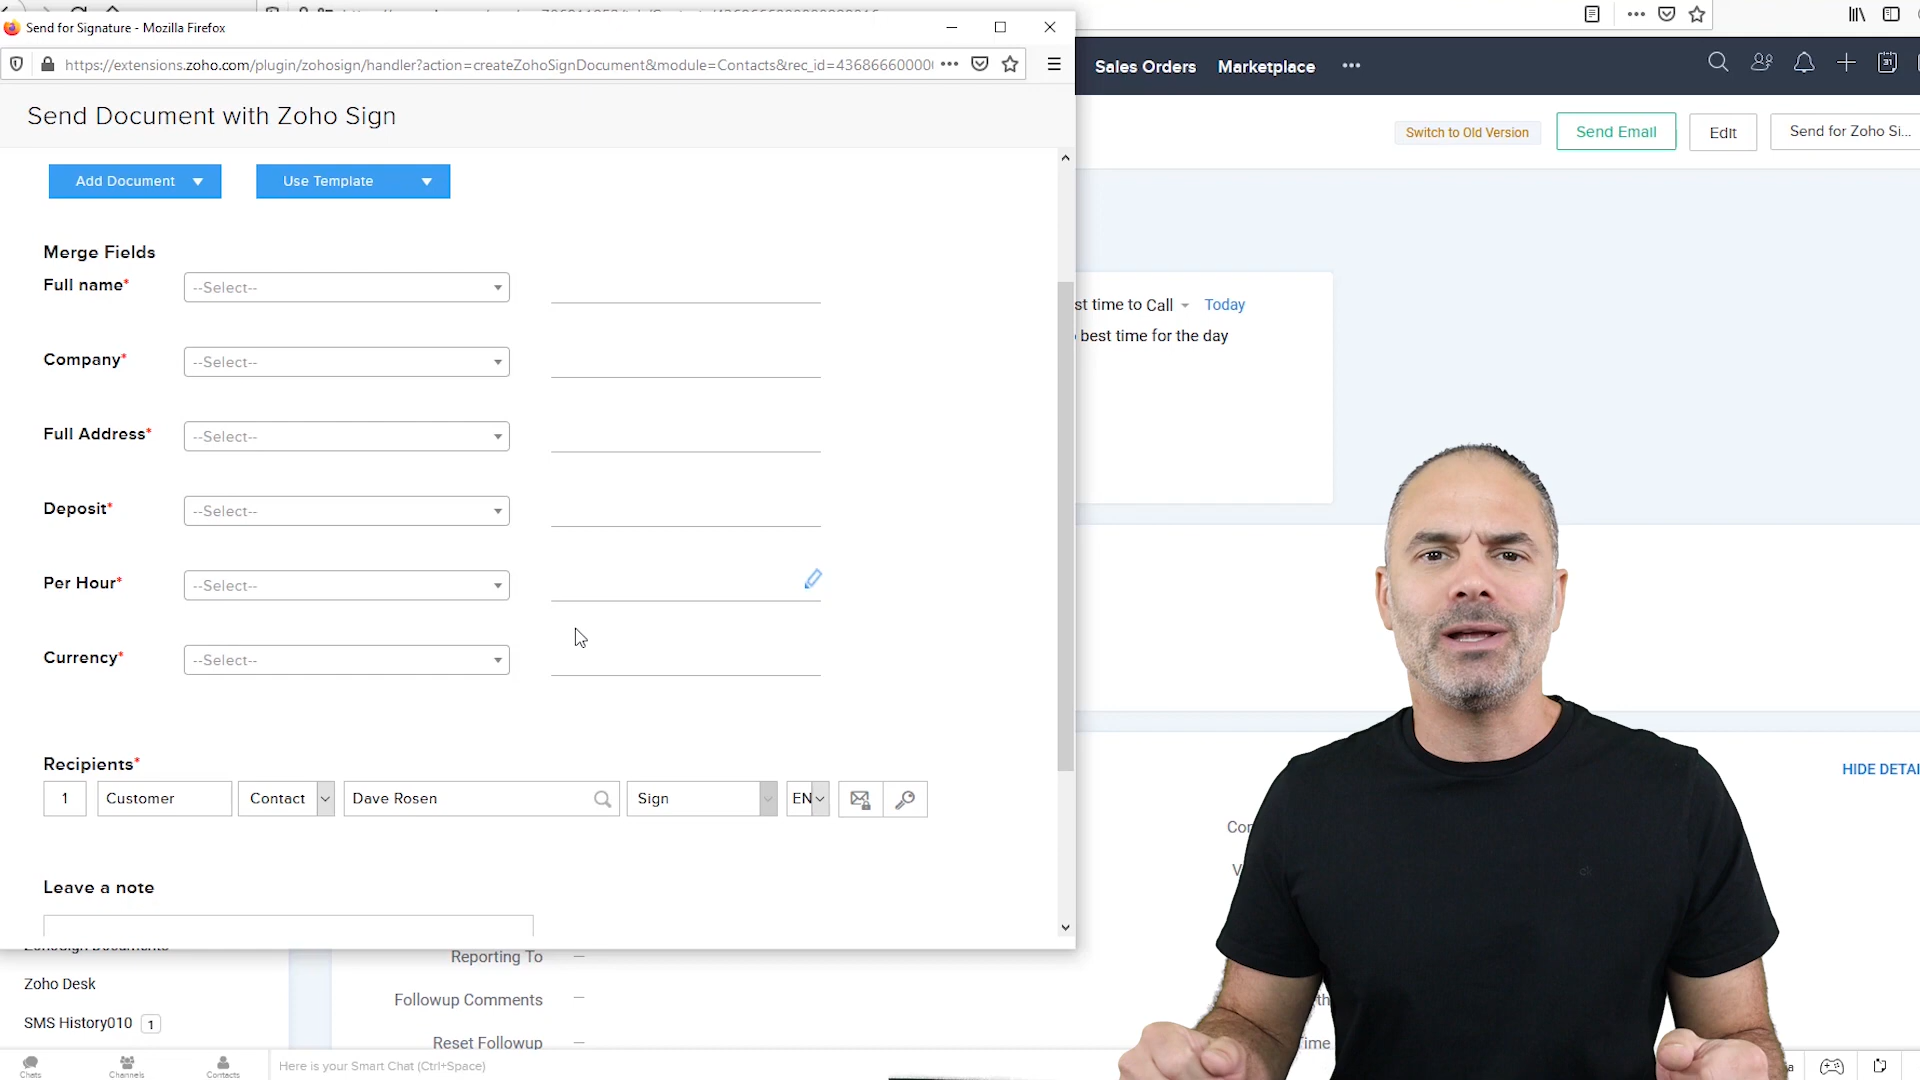 Send for Signature - Mozilla Firefox
https://extensions.zoho.com/plugin/zohosign/handler?action=createZohoSignDocument&module=Contacts&rec_id=43686660000
Sales Orders Marketplace
Send Document with Zoho Sign
Switch to Old Version
Send Email
Edit
Send for Zoho Si...
Add Document
Use Template
Merge Fields
Full name* --Select--
st time to Call Today
best time for the day
Company* --Select--
Full Address* --Select--
Deposit* --Select--
Per Hour* --Select--
Currency* --Select--
Recipients*
1 Customer Contact Dave Rosen Sign EN
HIDE DETAI
Leave a note
Reporting To —
Zoho Desk
Followup Comments —
SMS History010 1
Reset Followup —
Time
Chats Channels Contacts
Here is your Smart Chat (Ctrl+Space)